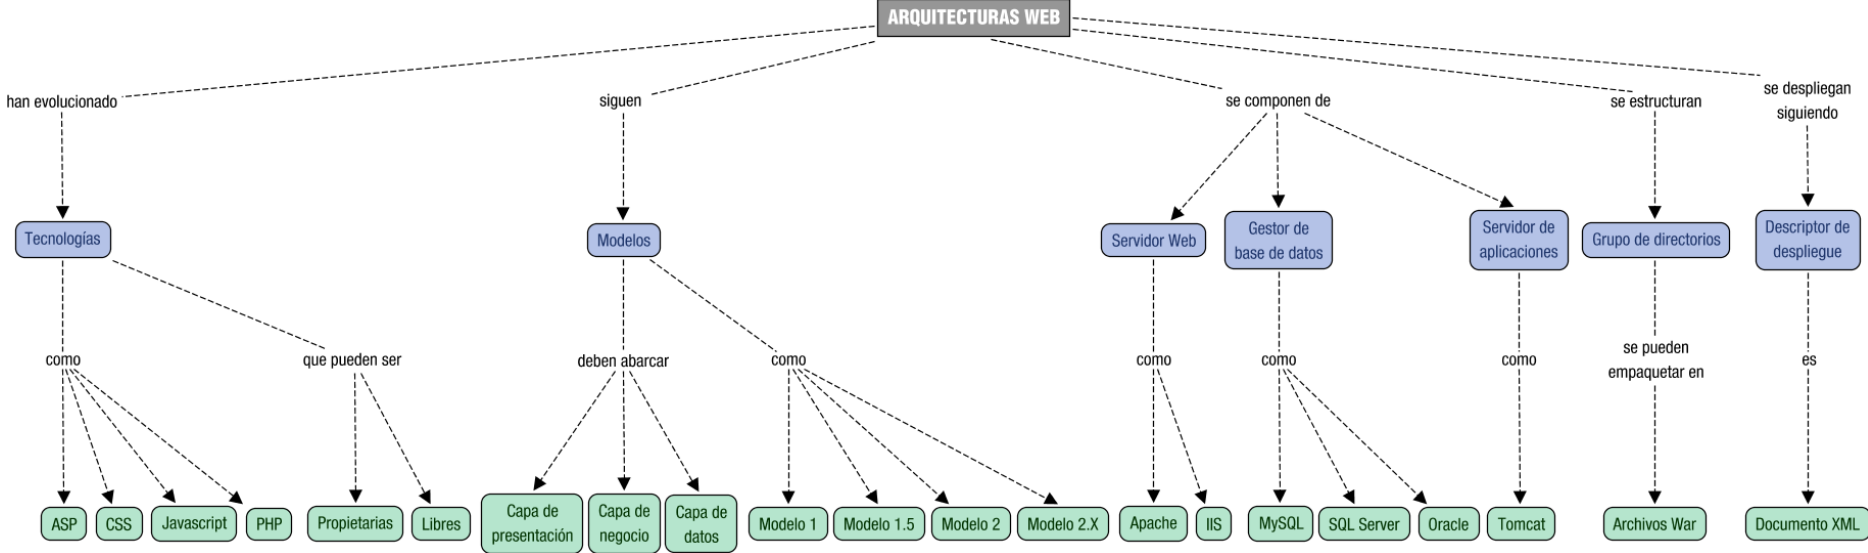 ARQUITECTURAS WEB
han evolucionado
siguen
se componen de
se estructuran
se despliegan
siguiendo
Tecnologías
Modelos
Servidor Web
Gestor de
base de datos
Servidor de
aplicaciones
Grupo de directorios
Descriptor de
despliegue
como
que pueden ser
deben abarcar
como
como
como
como
se pueden
empaquetar en
es
ASP
CSS
Javascript
PHP
Propietarias
Libres
Capa de
presentación
Capa de
negocio
Capa de
datos
Modelo 1
Modelo 1.5
Modelo 2
Modelo 2.X
Apache
IIS
MySQL
SQL Server
Oracle
Tomcat
Archivos War
Documento XML